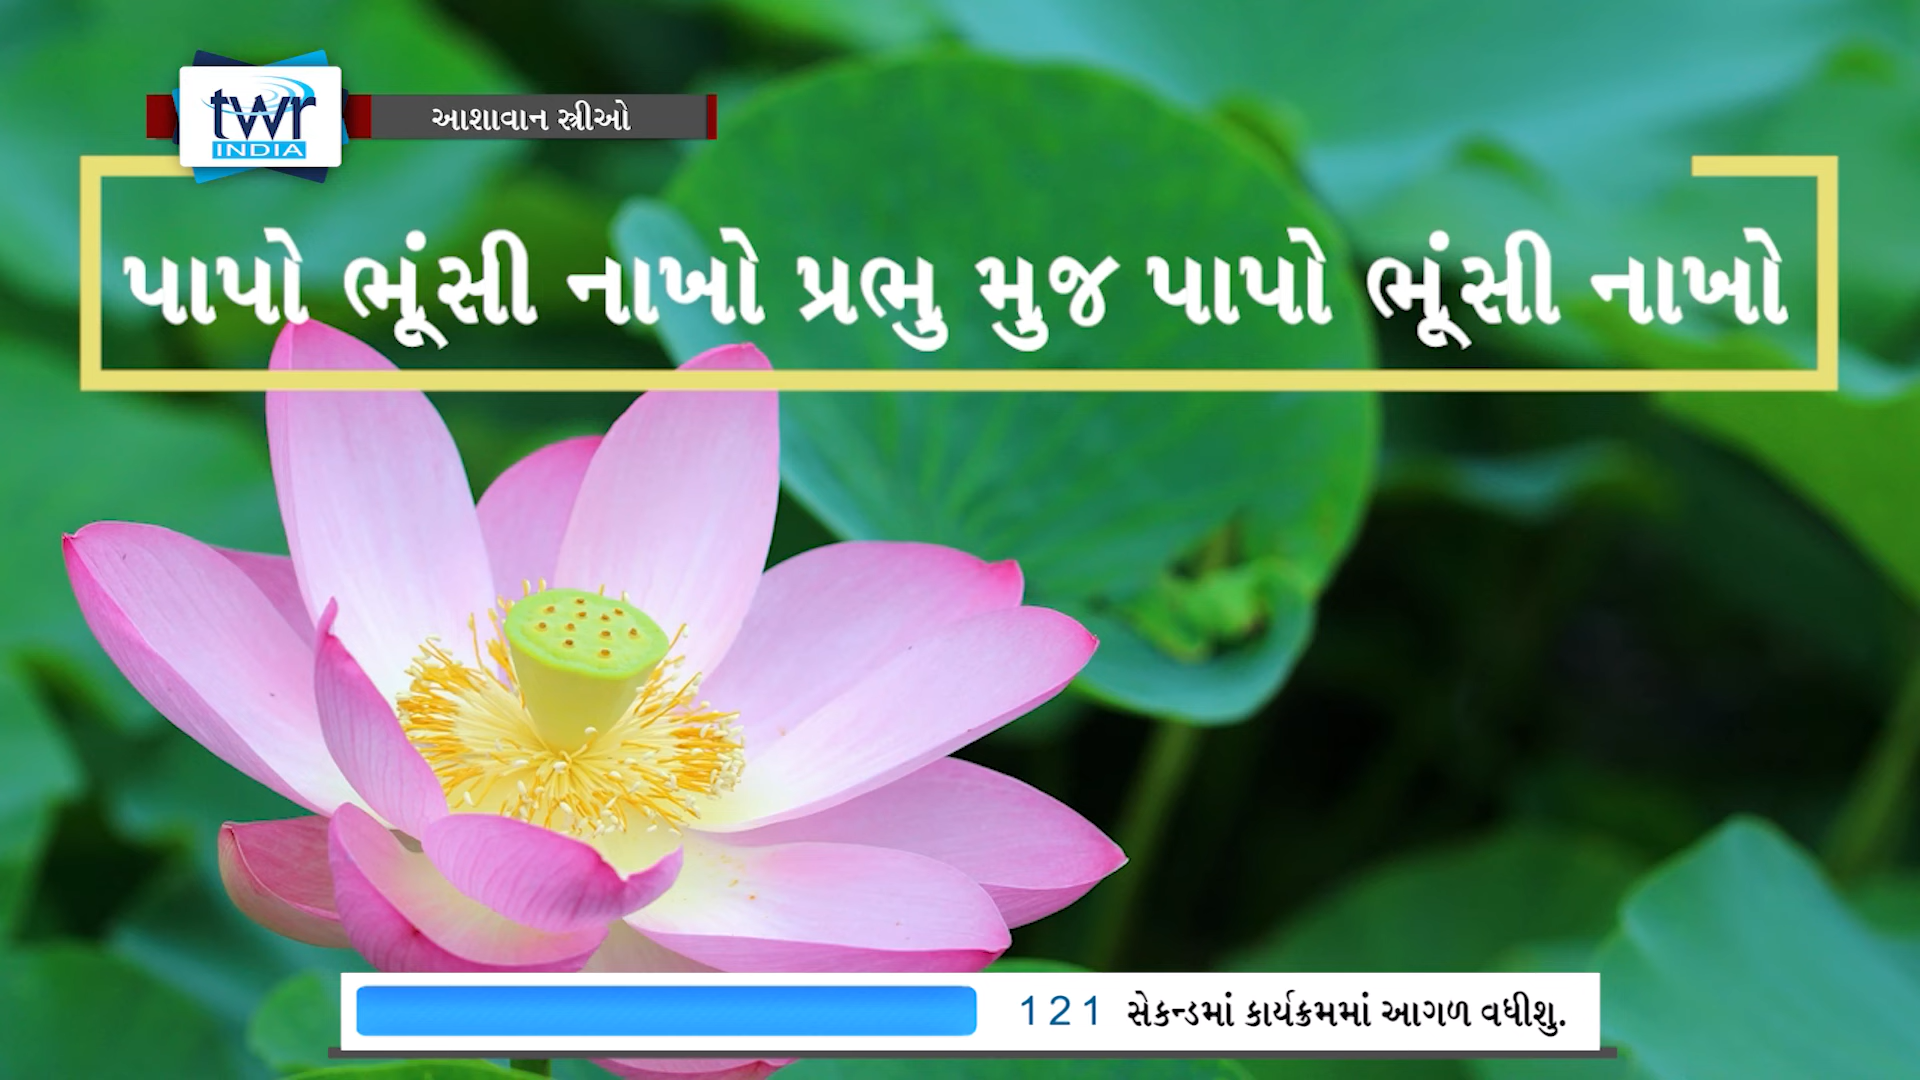 twr
INDIA
આશાવાન સ્ત્રીઓ
પાપો ભૂંસી નાખો પ્રભુ મુજ પાપો ભૂંસી નાખો
121 સેકન્ડમાં કાર્યક્રમમાં આગળ વધીશુ.